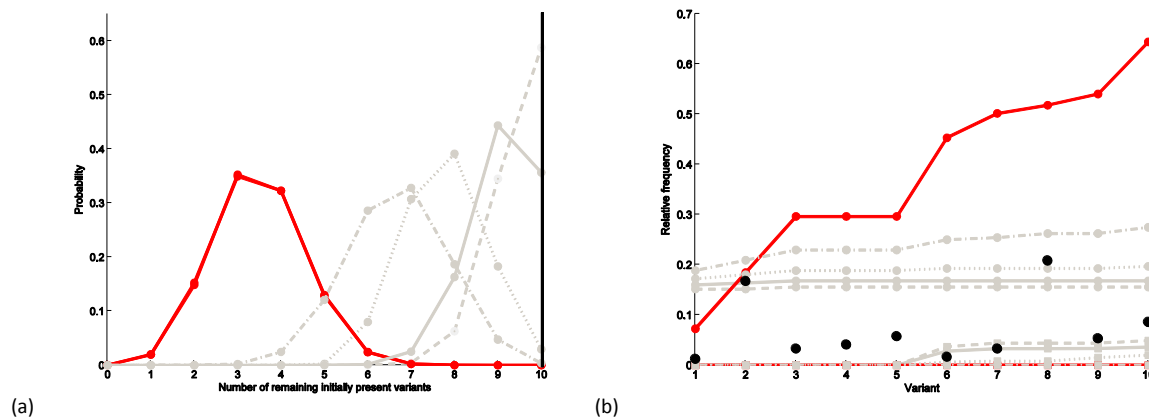 0.6
0.5
0.4
0.3
0.2
0.1
0
Probability
0 1 2 3 4 5 6 7 8 9 10
Number of remaining initially present variants
(a)
0.7
0.6
0.5
0.4
0.3
0.2
0.1
0
Relative frequency
1 2 3 4 5 6 7 8 9 10
Variant
(b)